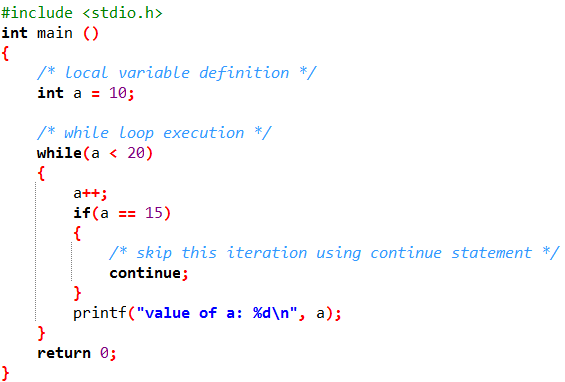 #include <stdio.h>
int main ()
{
    /* local variable definition */
    int a = 10;

    /* while loop execution */
    while(a < 20)
    {
        a++;
        if(a == 15)
        {
            /* skip this iteration using continue statement */
            continue;
        }
        printf("value of a: %d\n", a);
    }
    return 0;
}